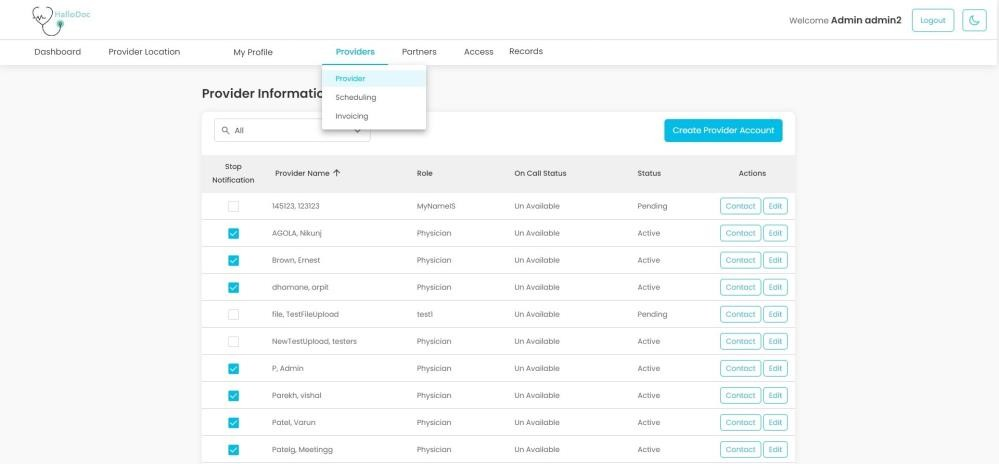 HalloDoc
Welcome Admin admin2
Logout
Dashboard Provider Location My Profile Providers Partners Access Records
Provider
Scheduling
Invoicing
Provider Informatio
All
Create Provider Account
Stop Notification Provider Name Role On Call Status Status Actions
145123, 123123 MyNameIS Un Available Pending Contact Edit
AGOLA, Nikunj Physician Un Available Active Contact Edit
Brown, Ernest Physician Un Available Active Contact Edit
dhomane, arpit Physician Un Available Active Contact Edit
file, TestFileUpload test1 Un Available Pending Contact Edit
NewTestUpload, testers Physician Un Available Active Contact Edit
P, Admin Physician Un Available Active Contact Edit
Parekh, vishal Physician Un Available Active Contact Edit
Patel, Varun Physician Un Available Active Contact Edit
Patelg, Meetingg Physician Un Available Active Contact Edit